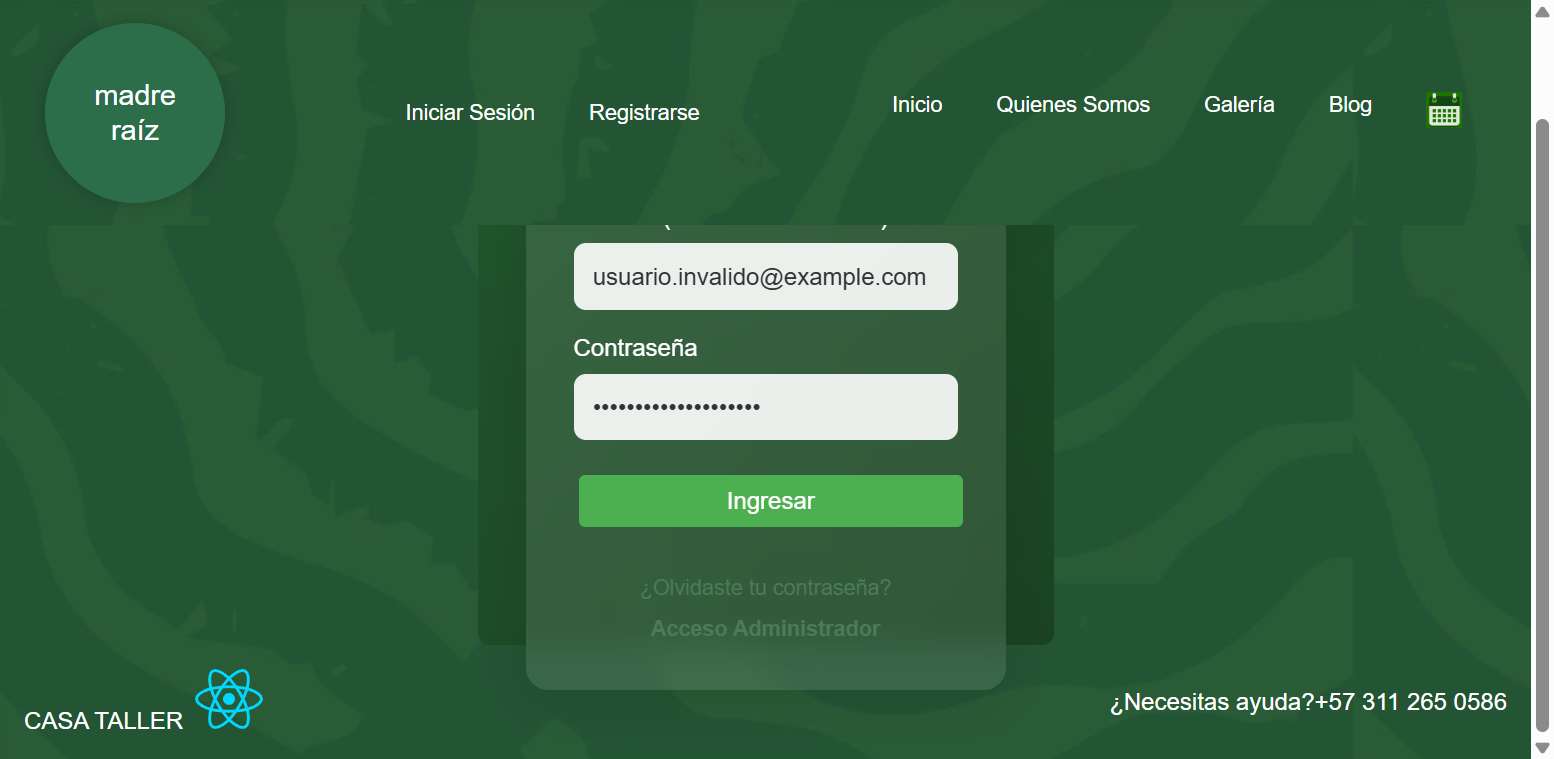 madre
raíz
Iniciar Sesión
Registrarse
Inicio
Quienes Somos
Galería
Blog
usuario.invalido@example.com
Contraseña
••••••••••••••••••••
Ingresar
¿Olvidaste tu contraseña?
Acceso Administrador
CASA TALLER
¿Necesitas ayuda?+57 311 265 0586